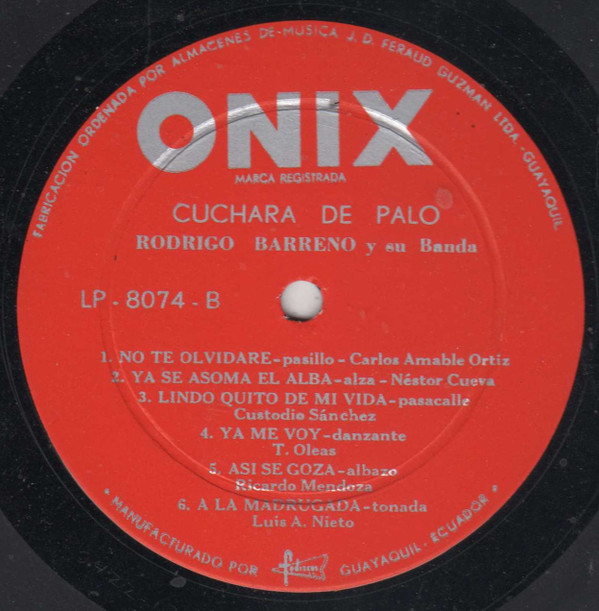 FABRICACION ORDENADA POR ALMACENES DE-MUSICA J. D. FERAUD GUZMAN LTDA.-GUAYAQUIL
ONIX
MARCA REGISTRADA
CUCHARA DE PALO
RODRIGO BARRENO y su Banda
LP - 8074 - B
1. NO TE OLVIDARE-pasillo - Carlos Amable Ortiz
2. YA SE ASOMA EL ALBA-alza - Néstor Cueva
3. LINDO QUITO DE MI VIDA-pasacalle
Custodio Sánchez
4. YA ME VOY-danzante
T. Oleas
5. ASI SE GOZA-albazo
Ricardo Mendoza
6. A LA MADRUGADA-tonada
Luis A. Nieto
* MANUFACTURADO POR fediscos GUAYAQUIL-ECUADOR *